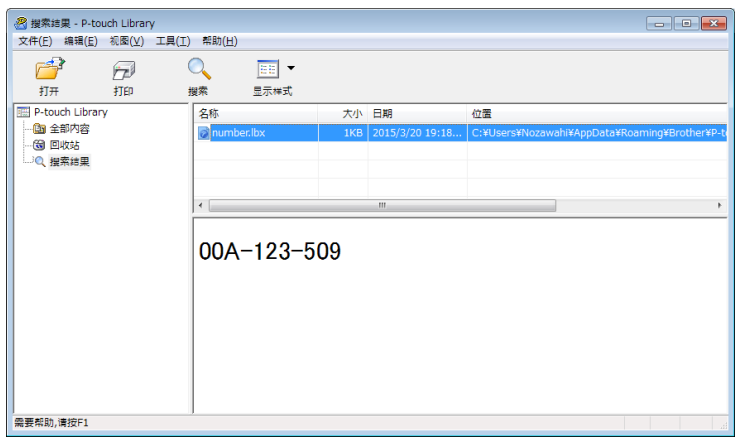 搜索结果 - P-touch Library
文件(F) 编辑(E) 视图(V) 工具(T) 帮助(H)
打开 打印 搜索 显示样式
P-touch Library
全部内容
回收站
搜索结果
名称 大小 日期 位置
number.lbx 1KB 2015/3/20 19:18... C:¥Users¥Nozawahi¥AppData¥Roaming¥Brother¥P-t
00A-123-509
需要帮助,请按F1